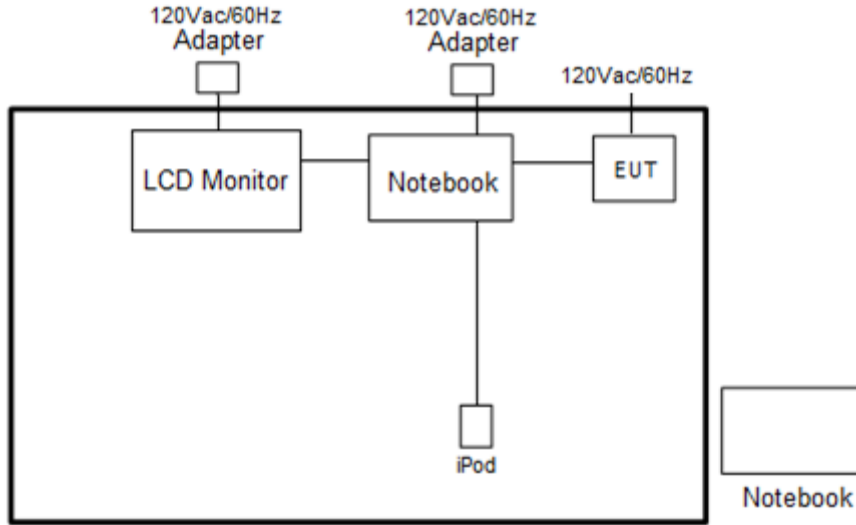 120Vac/60Hz
Adapter
120Vac/60Hz
Adapter
120Vac/60Hz
LCD Monitor
Notebook
EUT
iPod
Notebook